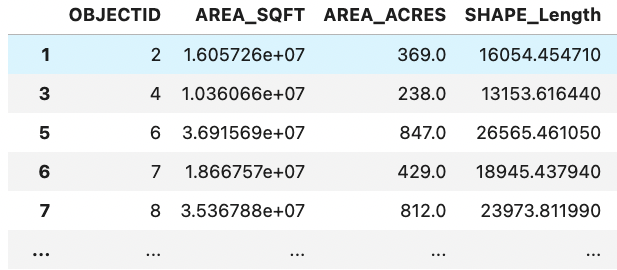 OBJECTID AREA_SQFT AREA_ACRES SHAPE_Length
1 2 1.605726e+07 369.0 16054.454710
3 4 1.036066e+07 238.0 13153.616440
5 6 3.691569e+07 847.0 26565.461050
6 7 1.866757e+07 429.0 18945.437940
7 8 3.536788e+07 812.0 23973.811990
... ... ... ... ...